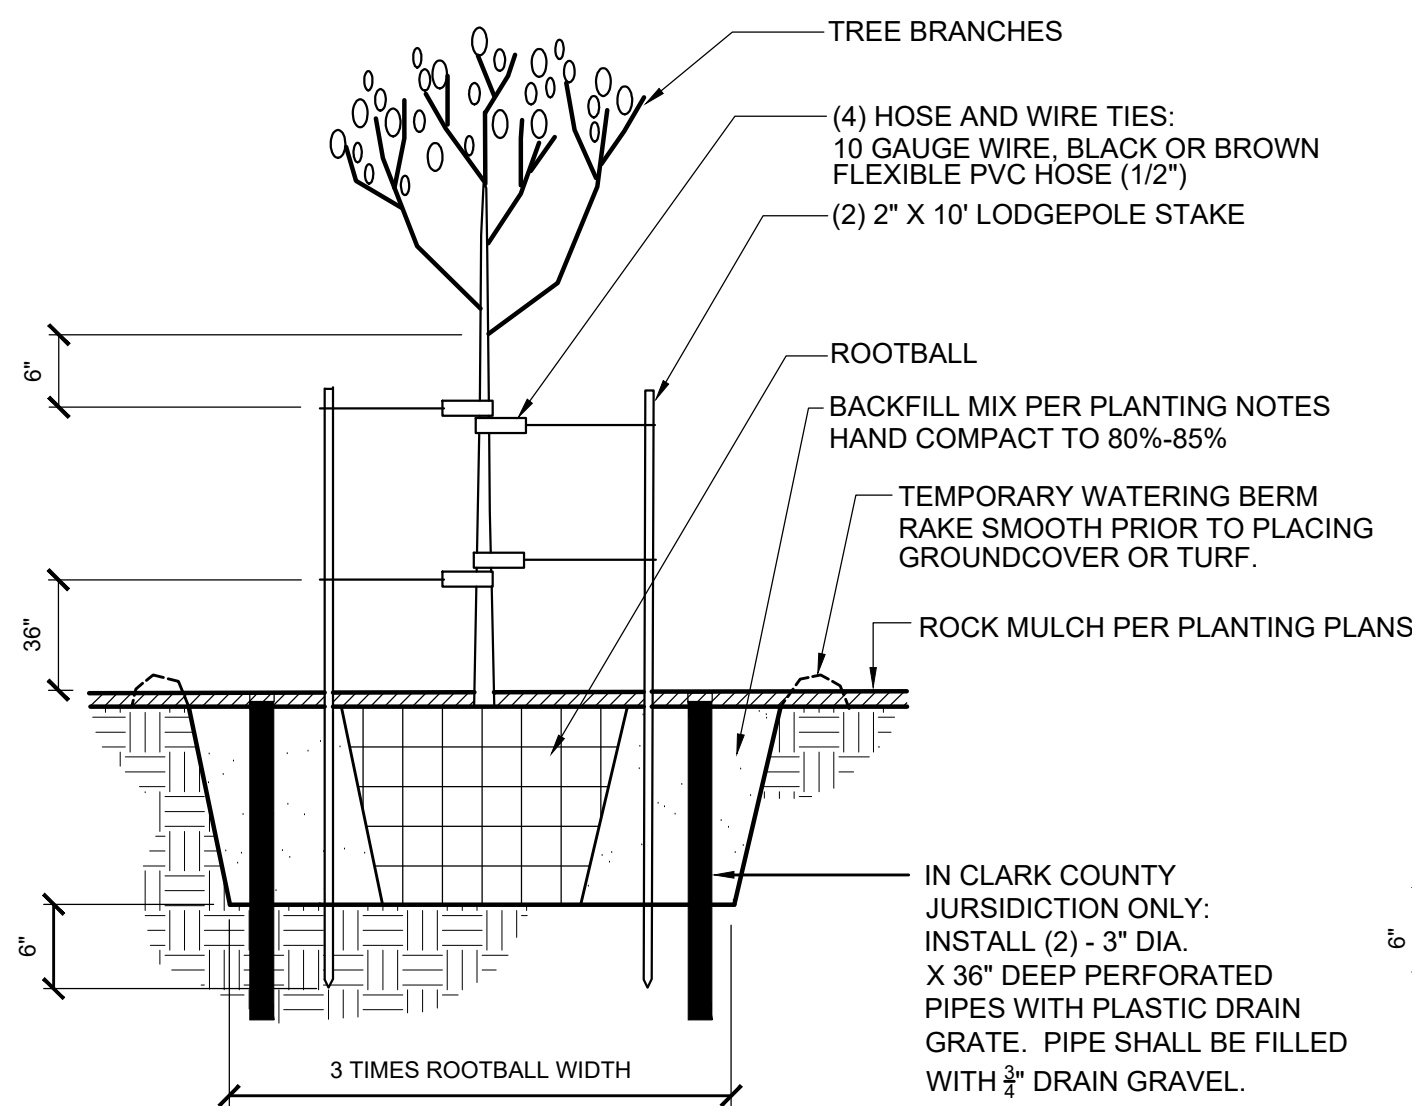 TREE BRANCHES
(4) HOSE AND WIRE TIES:
10 GAUGE WIRE, BLACK OR BROWN
FLEXIBLE PVC HOSE (1/2")
(2) 2" X 10' LODGEPOLE STAKE
6"
ROOTBALL
BACKFILL MIX PER PLANTING NOTES
HAND COMPACT TO 80%-85%
TEMPORARY WATERING BERM
RAKE SMOOTH PRIOR TO PLACING
GROUNDCOVER OR TURF.
36"
ROCK MULCH PER PLANTING PLANS
IN CLARK COUNTY
JURSIDICTION ONLY:
INSTALL (2) - 3" DIA.
X 36" DEEP PERFORATED
PIPES WITH PLASTIC DRAIN
GRATE. PIPE SHALL BE FILLED
WITH 3/4" DRAIN GRAVEL.
6"
6"
3 TIMES ROOTBALL WIDTH